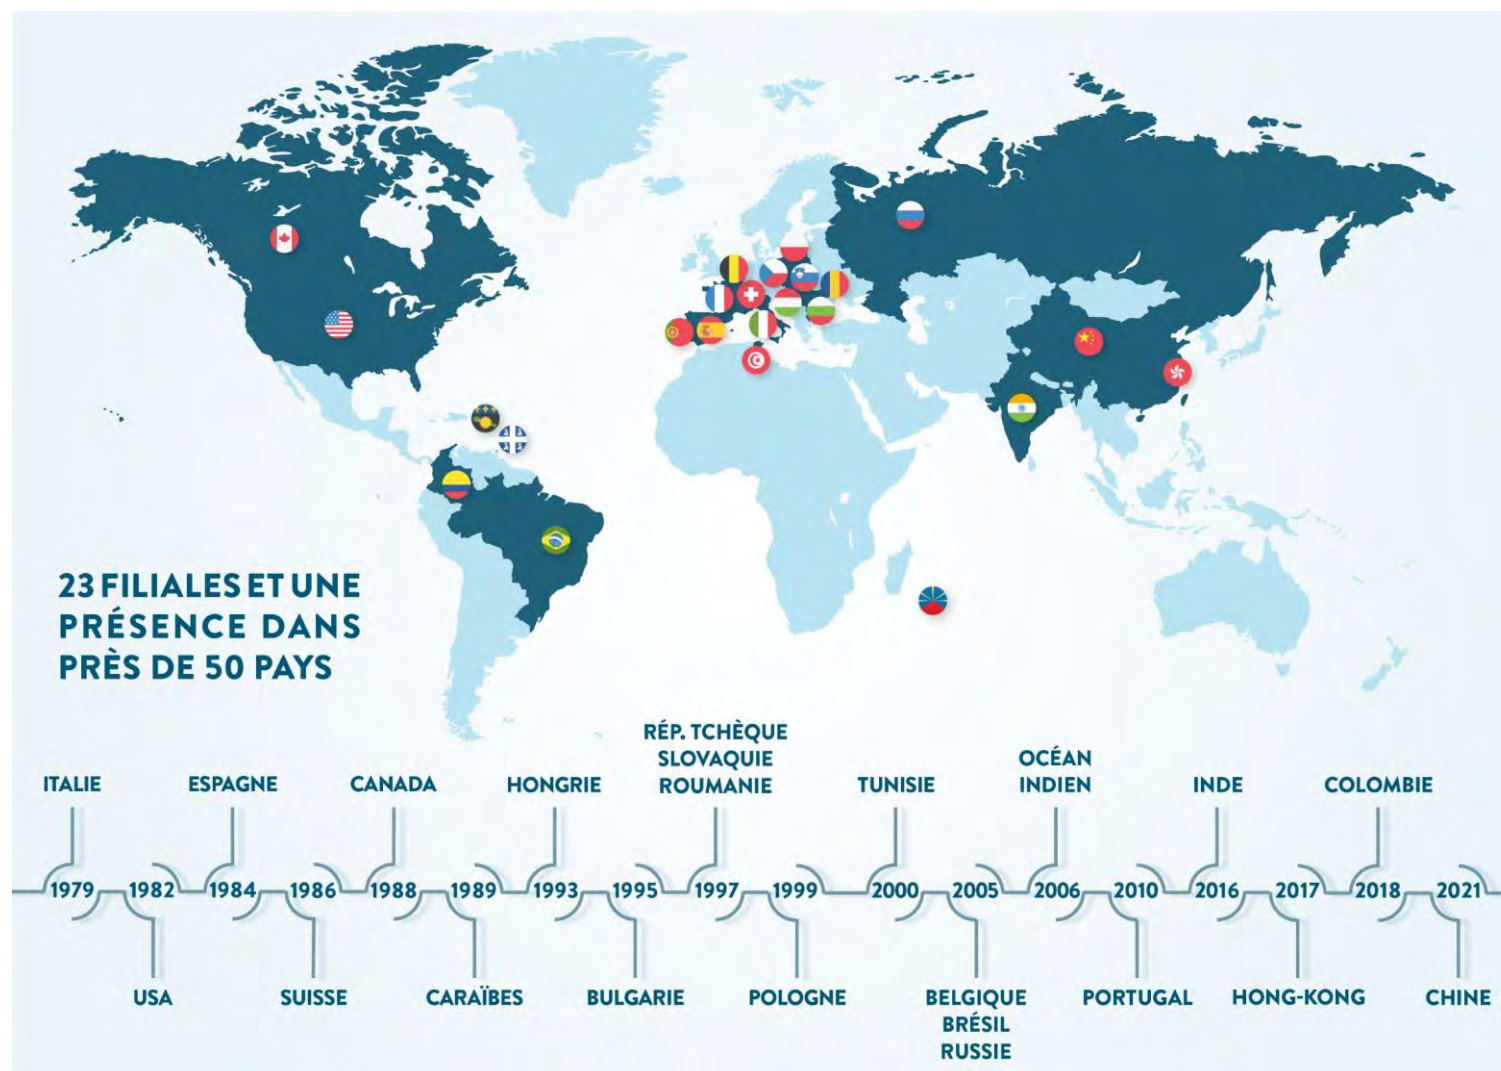 23 FILIALES ET UNE
PRÉSENCE DANS
PRÈS DE 50 PAYS
RÉP. TCHÈQUE
SLOVAQUIE
ROUMANIE
OCÉAN
INDIEN
ITALIE ESPAGNE CANADA HONGRIE TUNISIE INDE COLOMBIE
1979 1982 1984 1986 1988 1989 1993 1995 1997 1999 2000 2005 2006 2010 2016 2017 2018 2021
USA SUISSE CARAÏBES BULGARIE POLOGNE BELGIQUE PORTUGAL HONG-KONG CHINE
BRÉSIL
RUSSIE